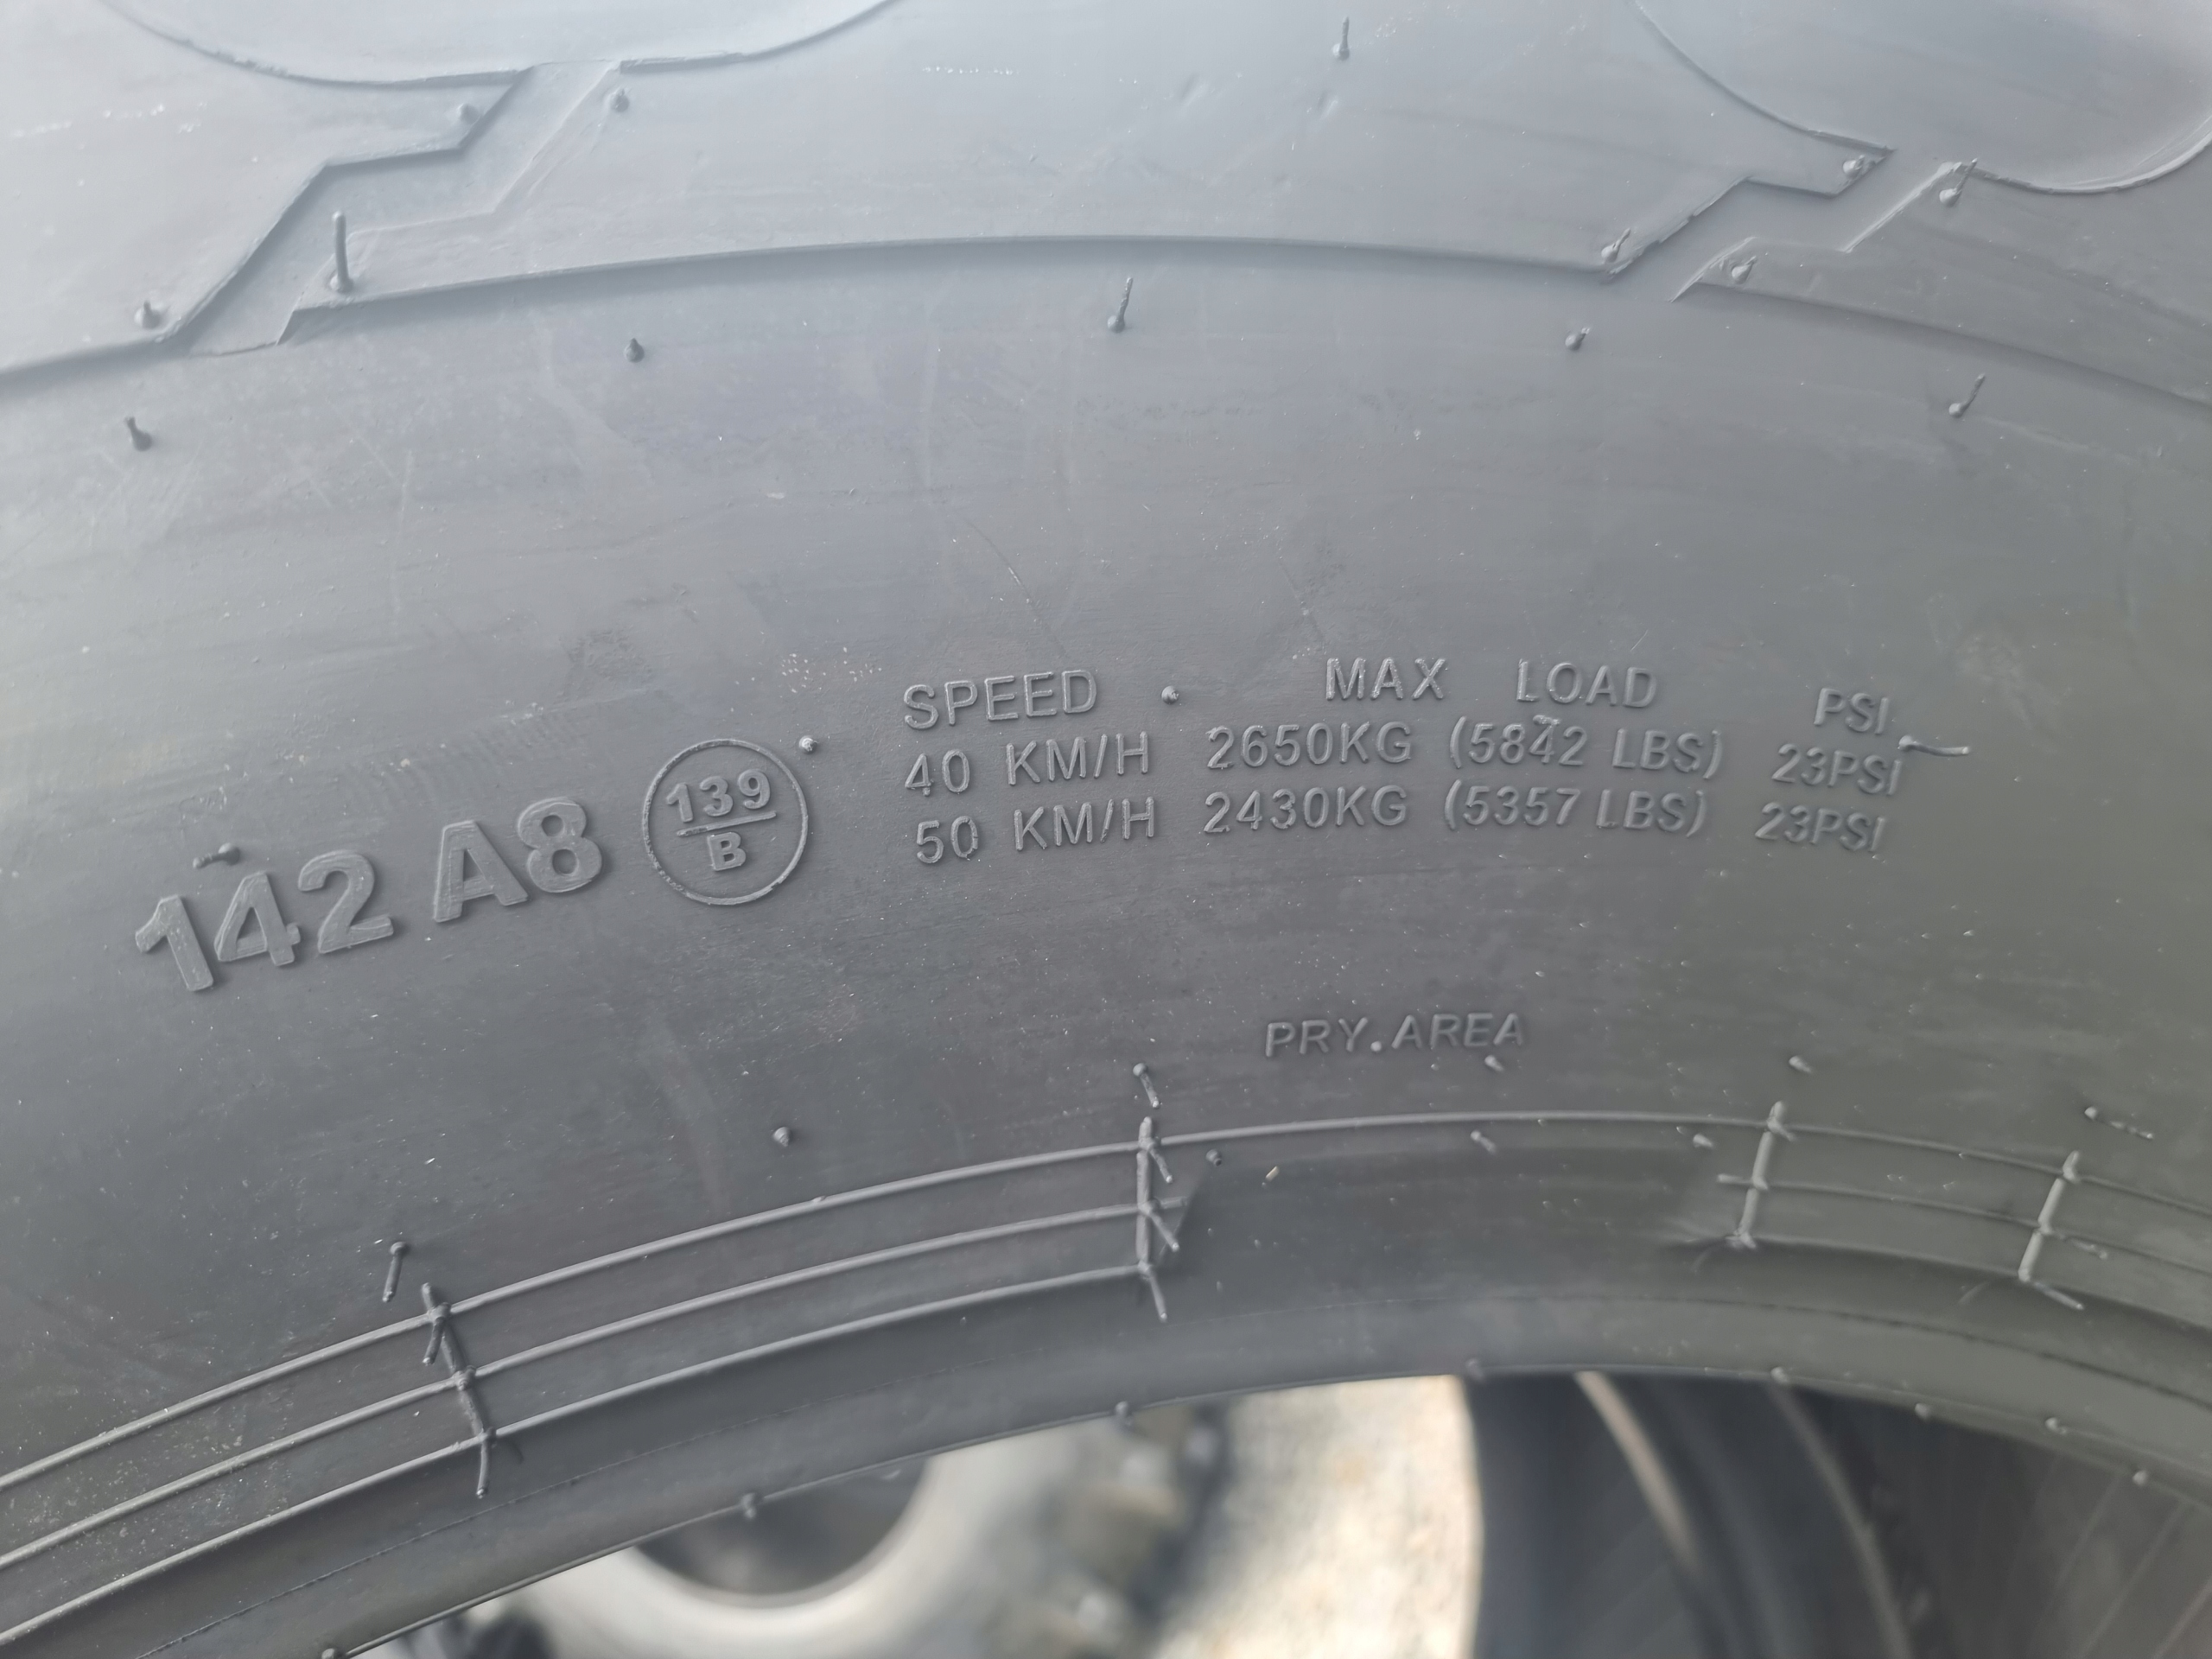 SPEED MAX LOAD PSI
40 KM/H 2650KG (5842 LBS) 23PSI
50 KM/H 2430KG (5357 LBS) 23PSI
142 A8
139
B
PRY.AREA